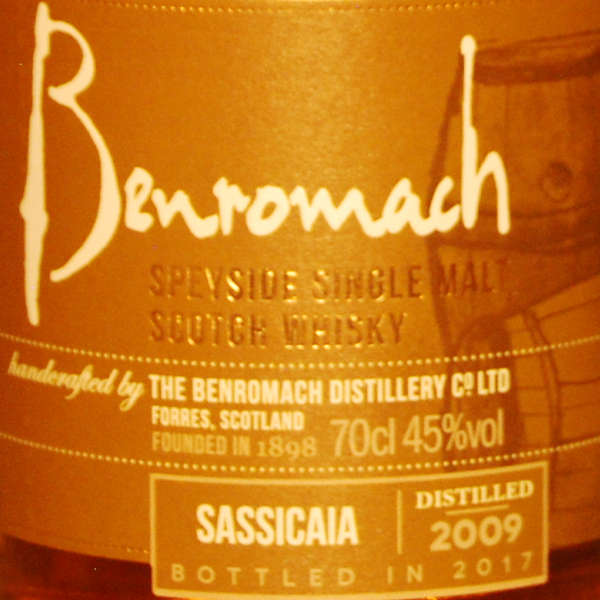 Benromach
SPEYSIDE SINGLE MALT
SCOTCH WHISKY
handcrafted by THE BENROMACH DISTILLERY Cº LTD
FORRES, SCOTLAND
FOUNDED IN 1898 70cl 45%vol
SASSICAIA
DISTILLED
2009
BOTTLED IN 2017